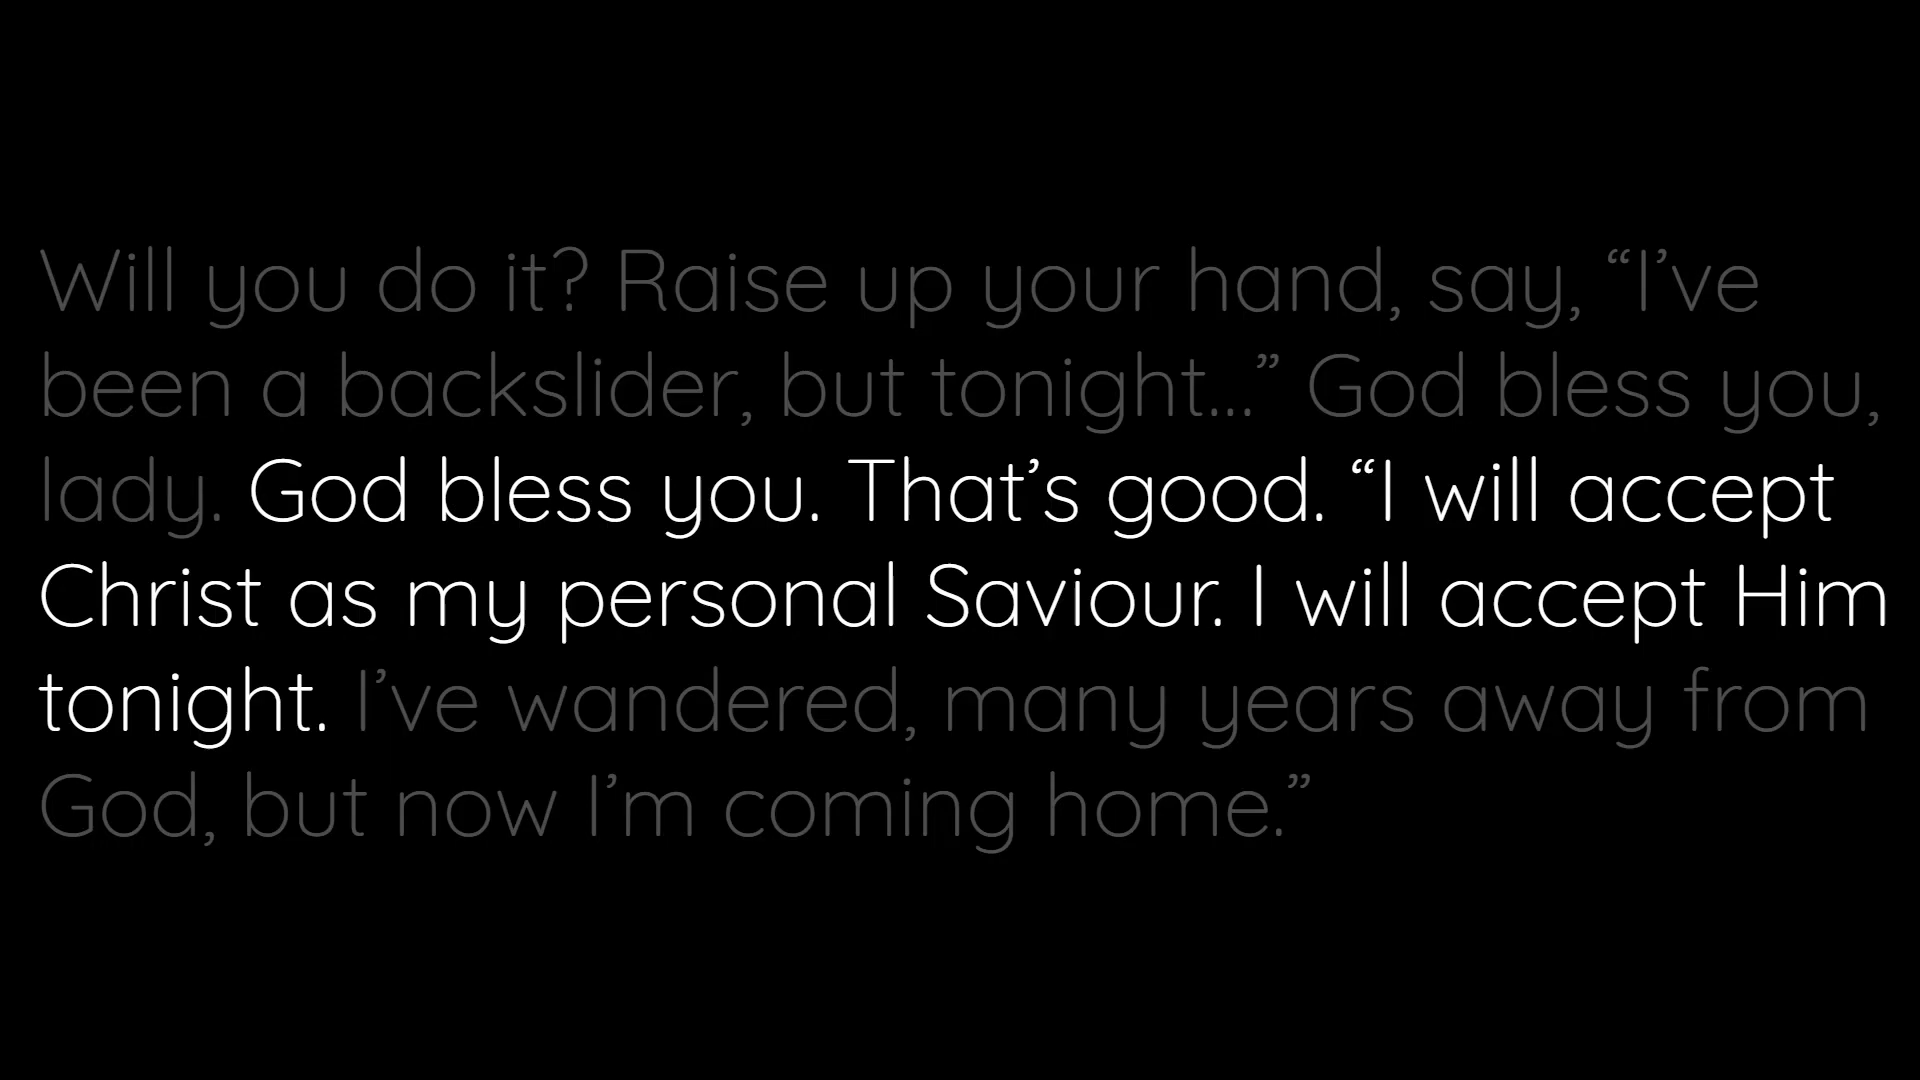 Will you do it? Raise up your hand, say, “I’ve
been a backslider, but tonight...” God bless you,
lady. God bless you. That’s good. “I will accept
Christ as my personal Saviour. I will accept Him
tonight. I’ve wandered, many years away from
God, but now I’m coming home.”